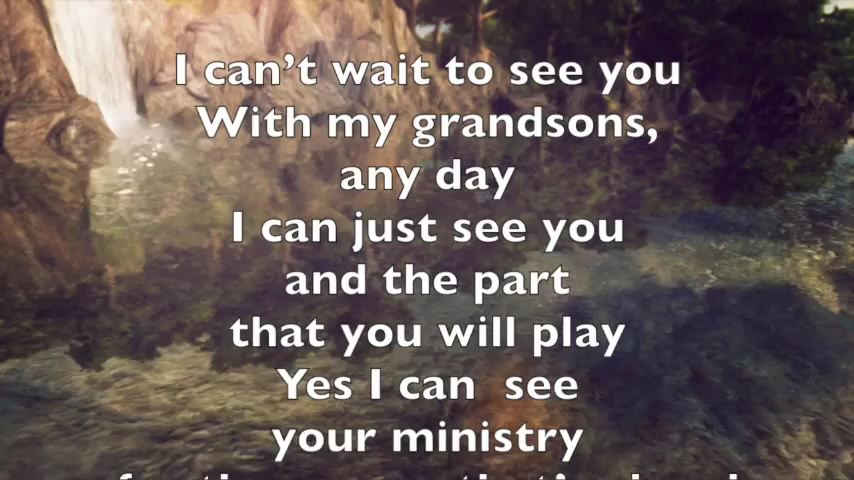 I can’t wait to see you
With my grandsons,
any day
I can just see you
and the part
that you will play
Yes I can  see
your ministry